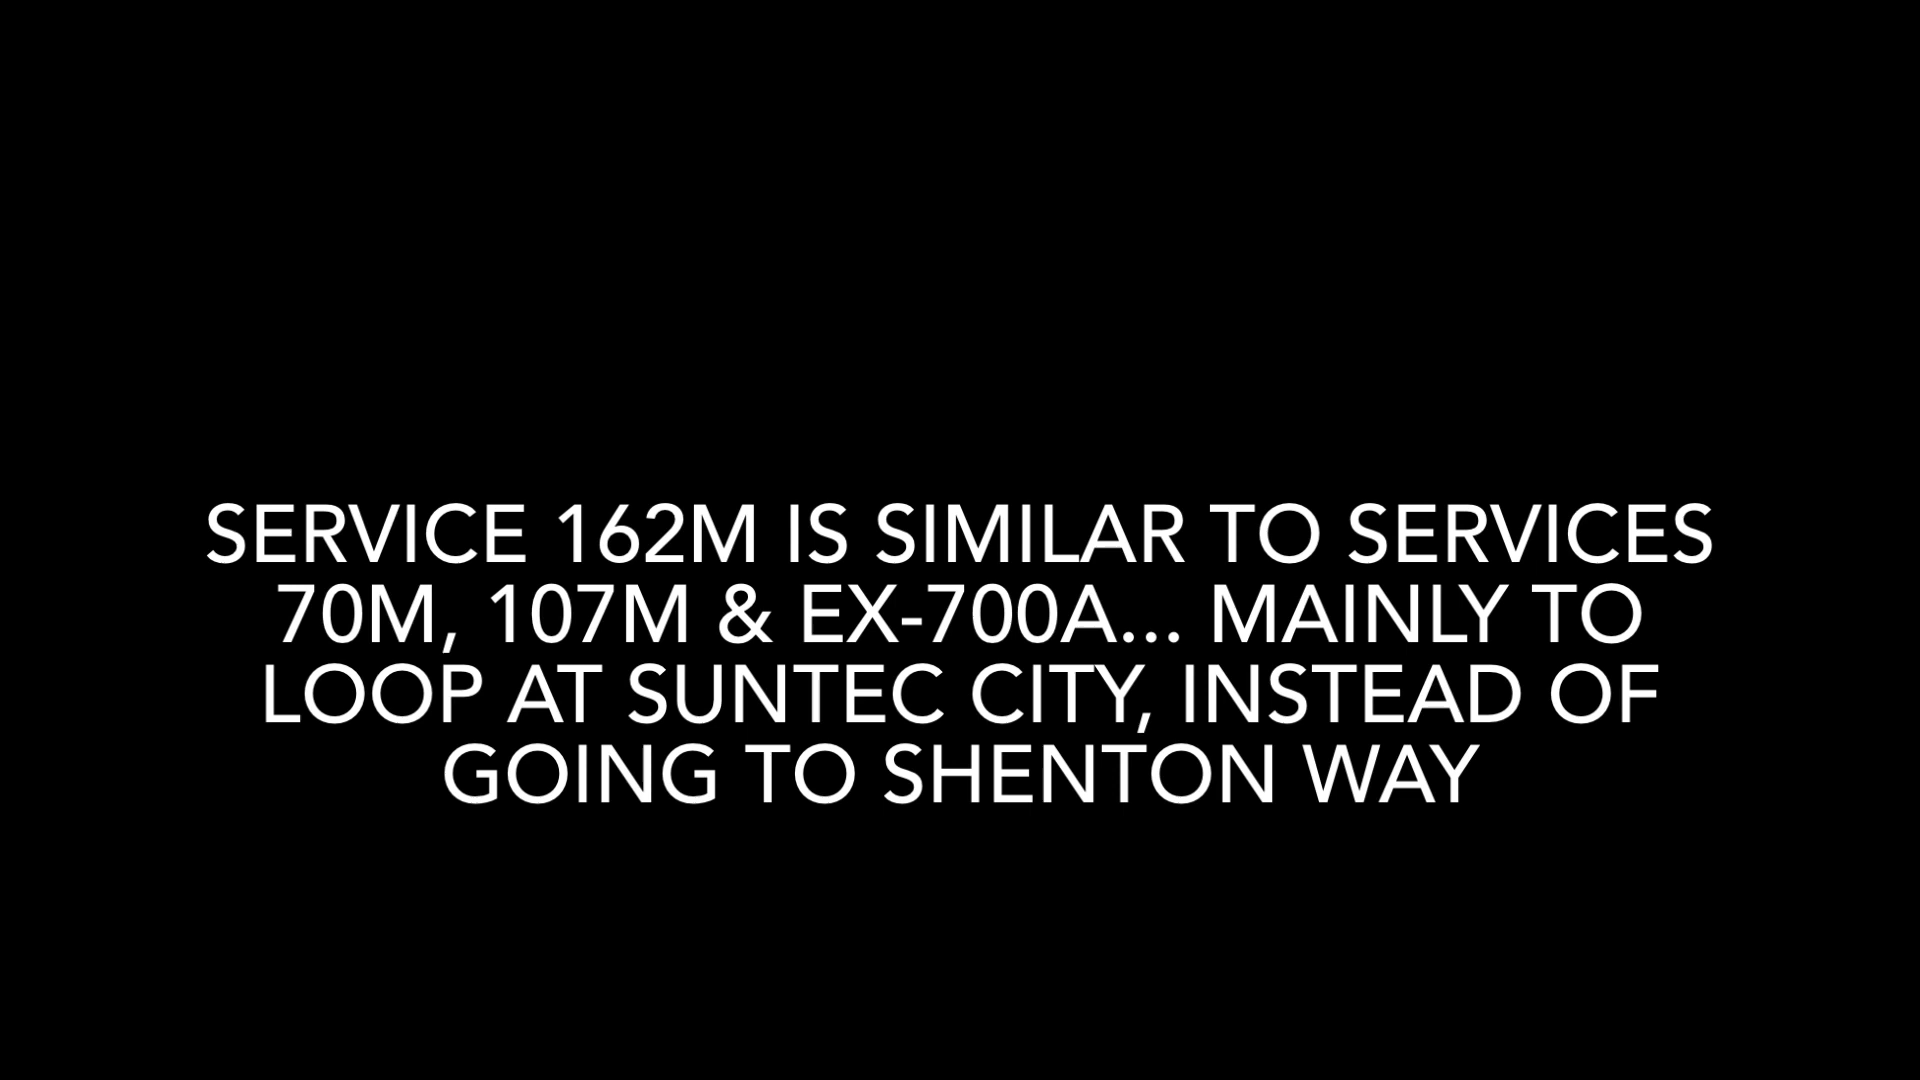 SERVICE 162M IS SIMILAR TO SERVICES
70M, 107M & EX-700A... MAINLY TO
LOOP AT SUNTEC CITY, INSTEAD OF
GOING TO SHENTON WAY